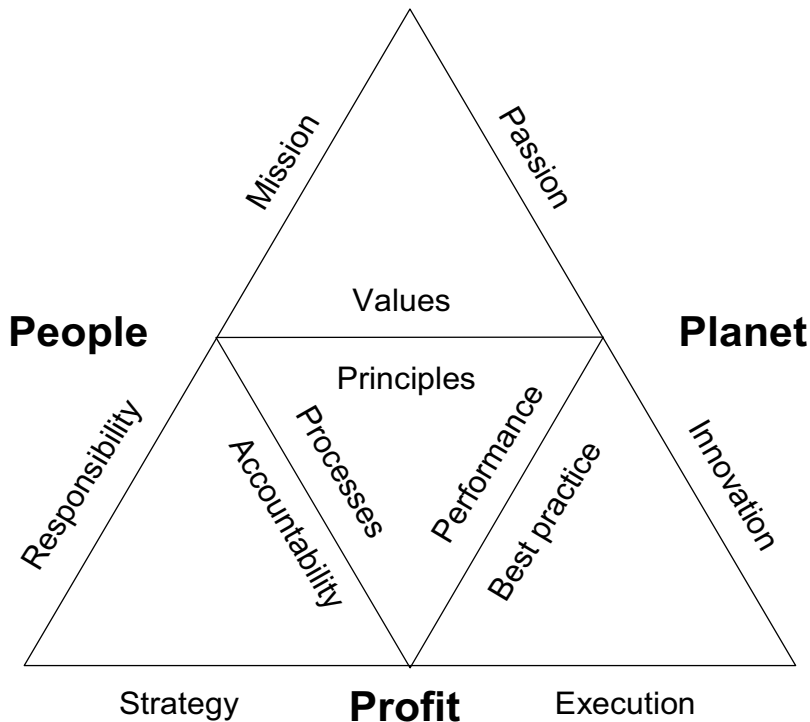 Mission
Passion
Values
People
Planet
Principles
Responsibility
Accountability
Processes
Performance
Best practice
Innovation
Strategy
Profit
Execution